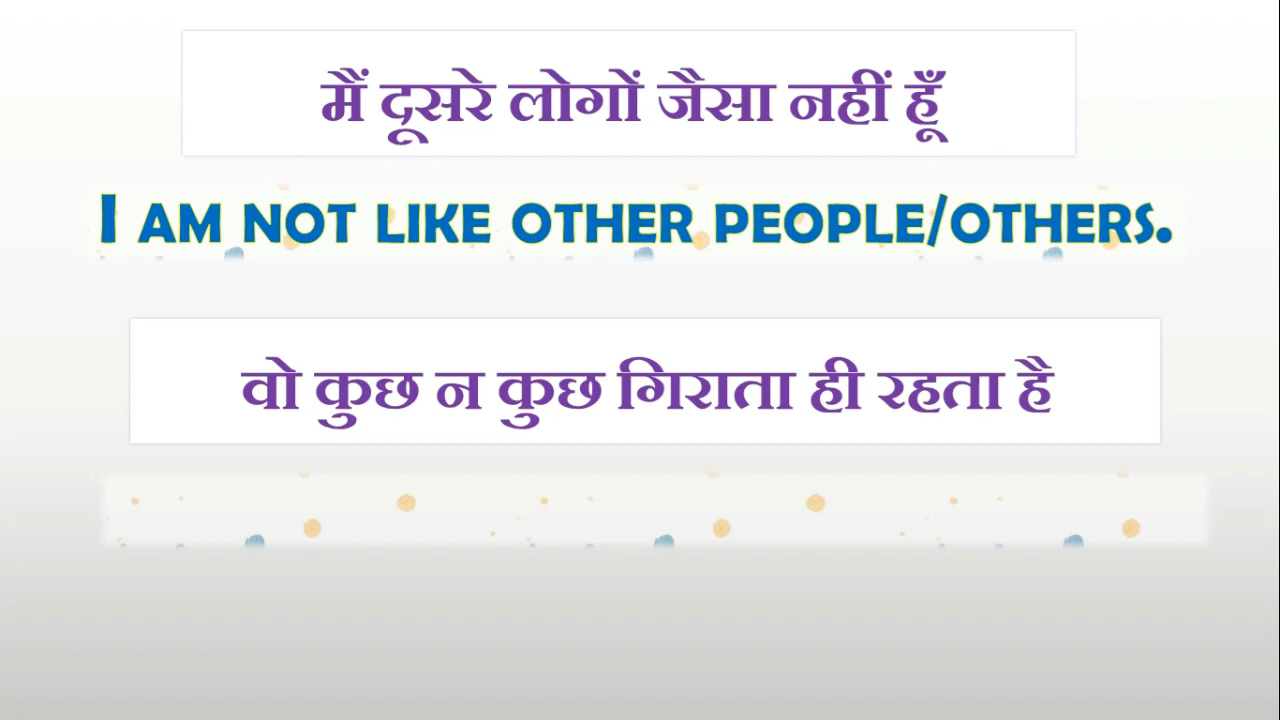 मैं दूसरे लोगों जैसा नहीं हूँ
I AM NOT LIKE OTHER PEOPLE/OTHERS.
वो कुछ न कुछ गिराता ही रहता है